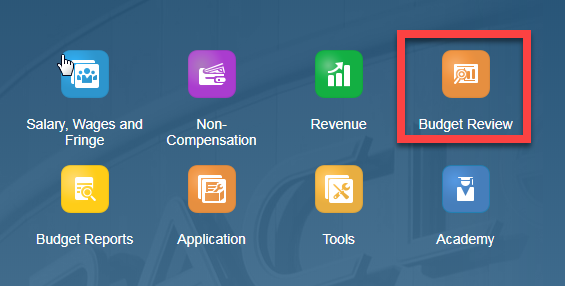 Salary, Wages and
Fringe
Non-
Compensation
Revenue
Budget Review
Budget Reports
Application
Tools
Academy